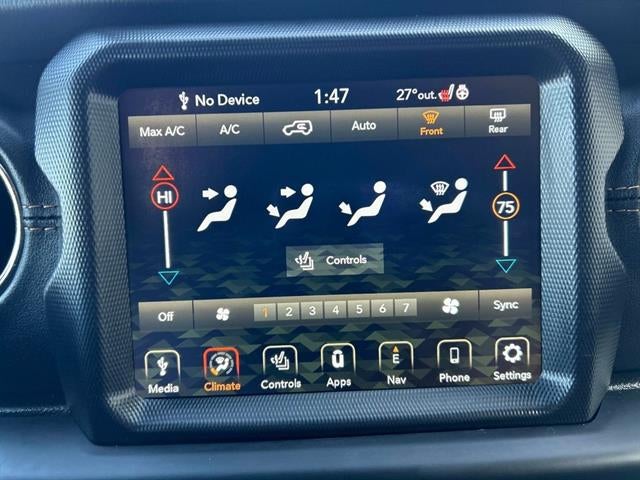 No Device 1:47 27°out.
Max A/C A/C Auto Front Rear
HI 75
Controls
Off 1 2 3 4 5 6 7 Sync
E
Media Climate Controls Apps Nav Phone Settings